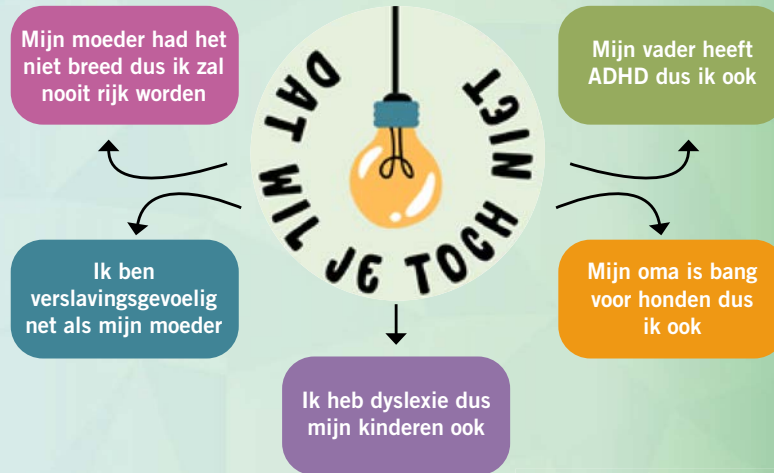 Mijn moeder had het
niet breed dus ik zal
nooit rijk worden
DAT WIL JE TOCH NIET
Mijn vader heeft
ADHD dus ik ook
Ik ben
verslavingsgevoelig
net als mijn moeder
Mijn oma is bang
voor honden dus
ik ook
Ik heb dyslexie dus
mijn kinderen ook